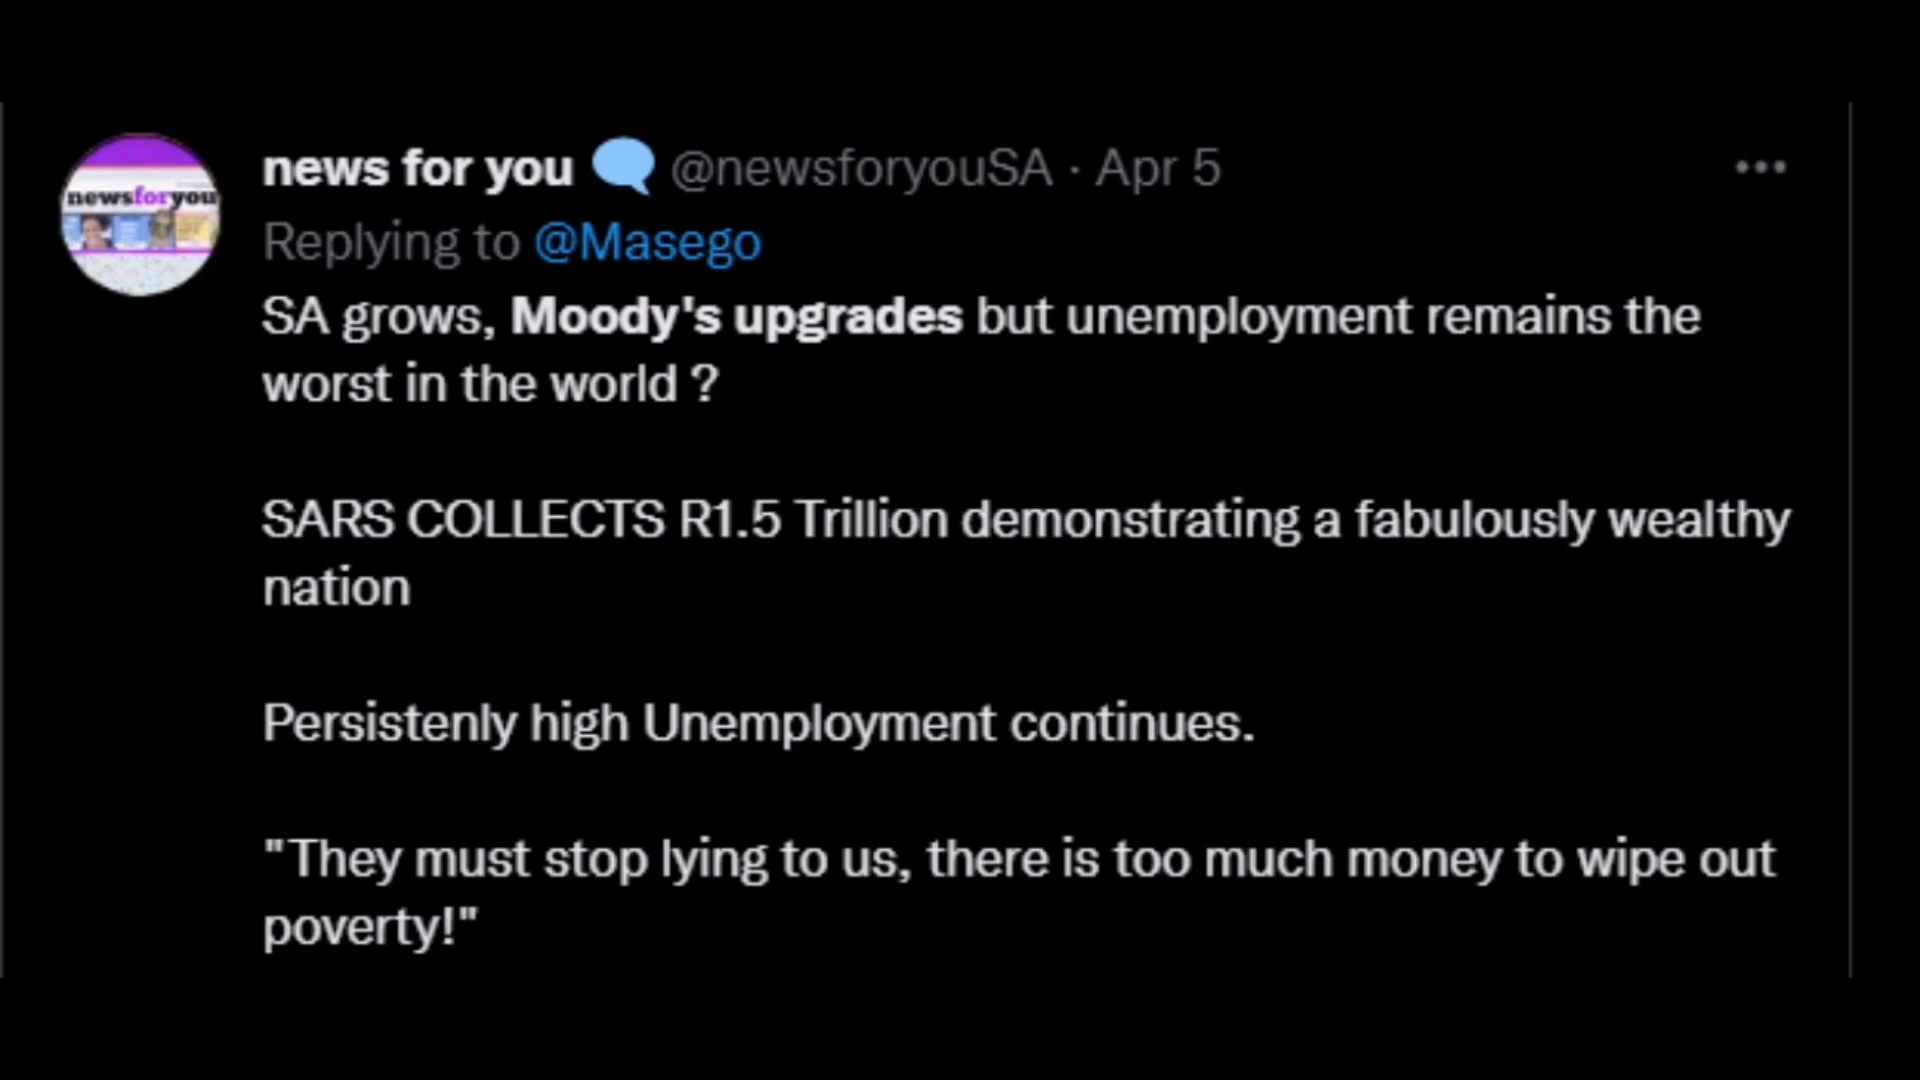 newsforyou
news for you @newsforyouSA · Apr 5
Replying to @Masego
SA grows, Moody's upgrades but unemployment remains the
worst in the world ?
SARS COLLECTS R1.5 Trillion demonstrating a fabulously wealthy
nation
Persistenly high Unemployment continues.
"They must stop lying to us, there is too much money to wipe out
poverty!"